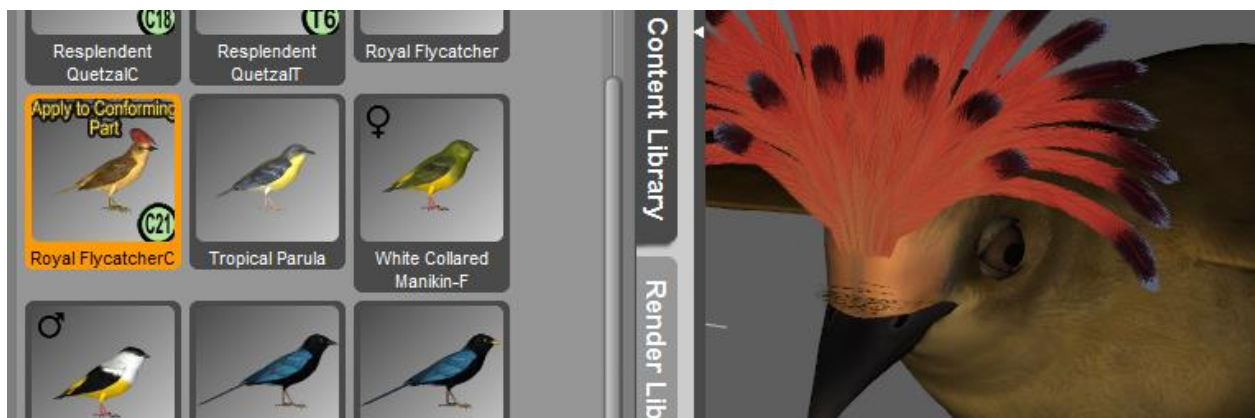 C18
T6
Resplendent
QuetzalC
Resplendent
QuetzalT
Royal Flycatcher
Apply to Conforming
Part
C21
Royal FlycatcherC
Tropical Parula
♀
White Collared
Manikin-F
♂
Content Library
Render Lib